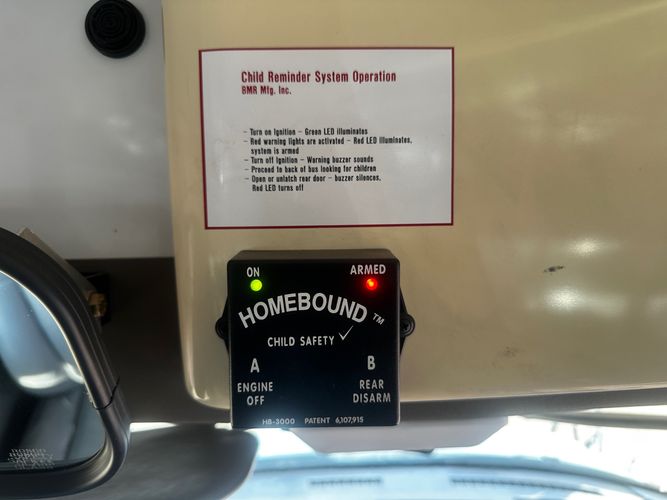 Child Reminder System Operation
BMR Mfg. Inc.
- Turn on Ignition - Green LED illuminates
- Red warning lights are activated - Red LED illuminates,
system is armed
- Turn off Ignition - Warning buzzer sounds
- Proceed to back of bus looking for children
- Open or unlatch rear door - buzzer silences,
Red LED turns off
ON ARMED
HOMEBOUND TM
CHILD SAFETY
A B
ENGINE REAR
OFF DISARM
HB-3000 PATENT 6,107,915